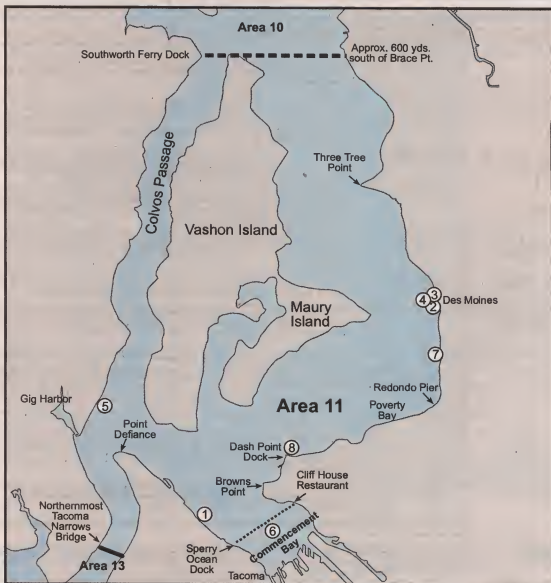 Area 10
Southworth Ferry Dock
Approx. 600 yds.
south of Brace Pt.
Colvos Passage
Three Tree
Point
Vashon Island
Maury
Island
3
4
2
Des Moines
7
Redondo Pier
Poverty
Bay
Gig Harbor
5
Area 11
Point
Defiance
8
Dash Point
Dock
Browns
Point
Cliff House
Restaurant
1
6
Commencement
Bay
Northernmost
Tacoma
Narrows
Bridge
Area 13
Sperry
Ocean
Dock
Tacoma